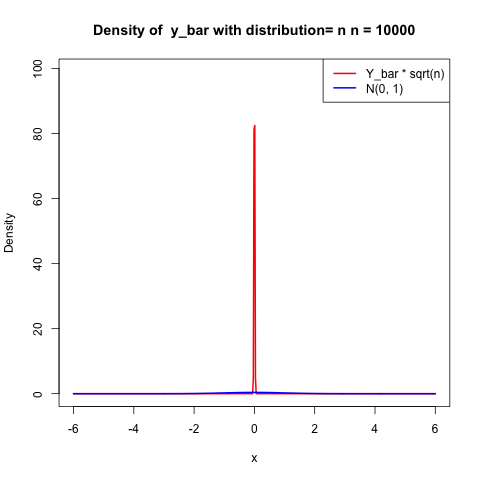 Density of  y_bar with distribution= n n = 10000
Y_bar * sqrt(n)
N(0, 1)
Density
100
80
60
40
20
0
-6 -4 -2 0 2 4 6
x